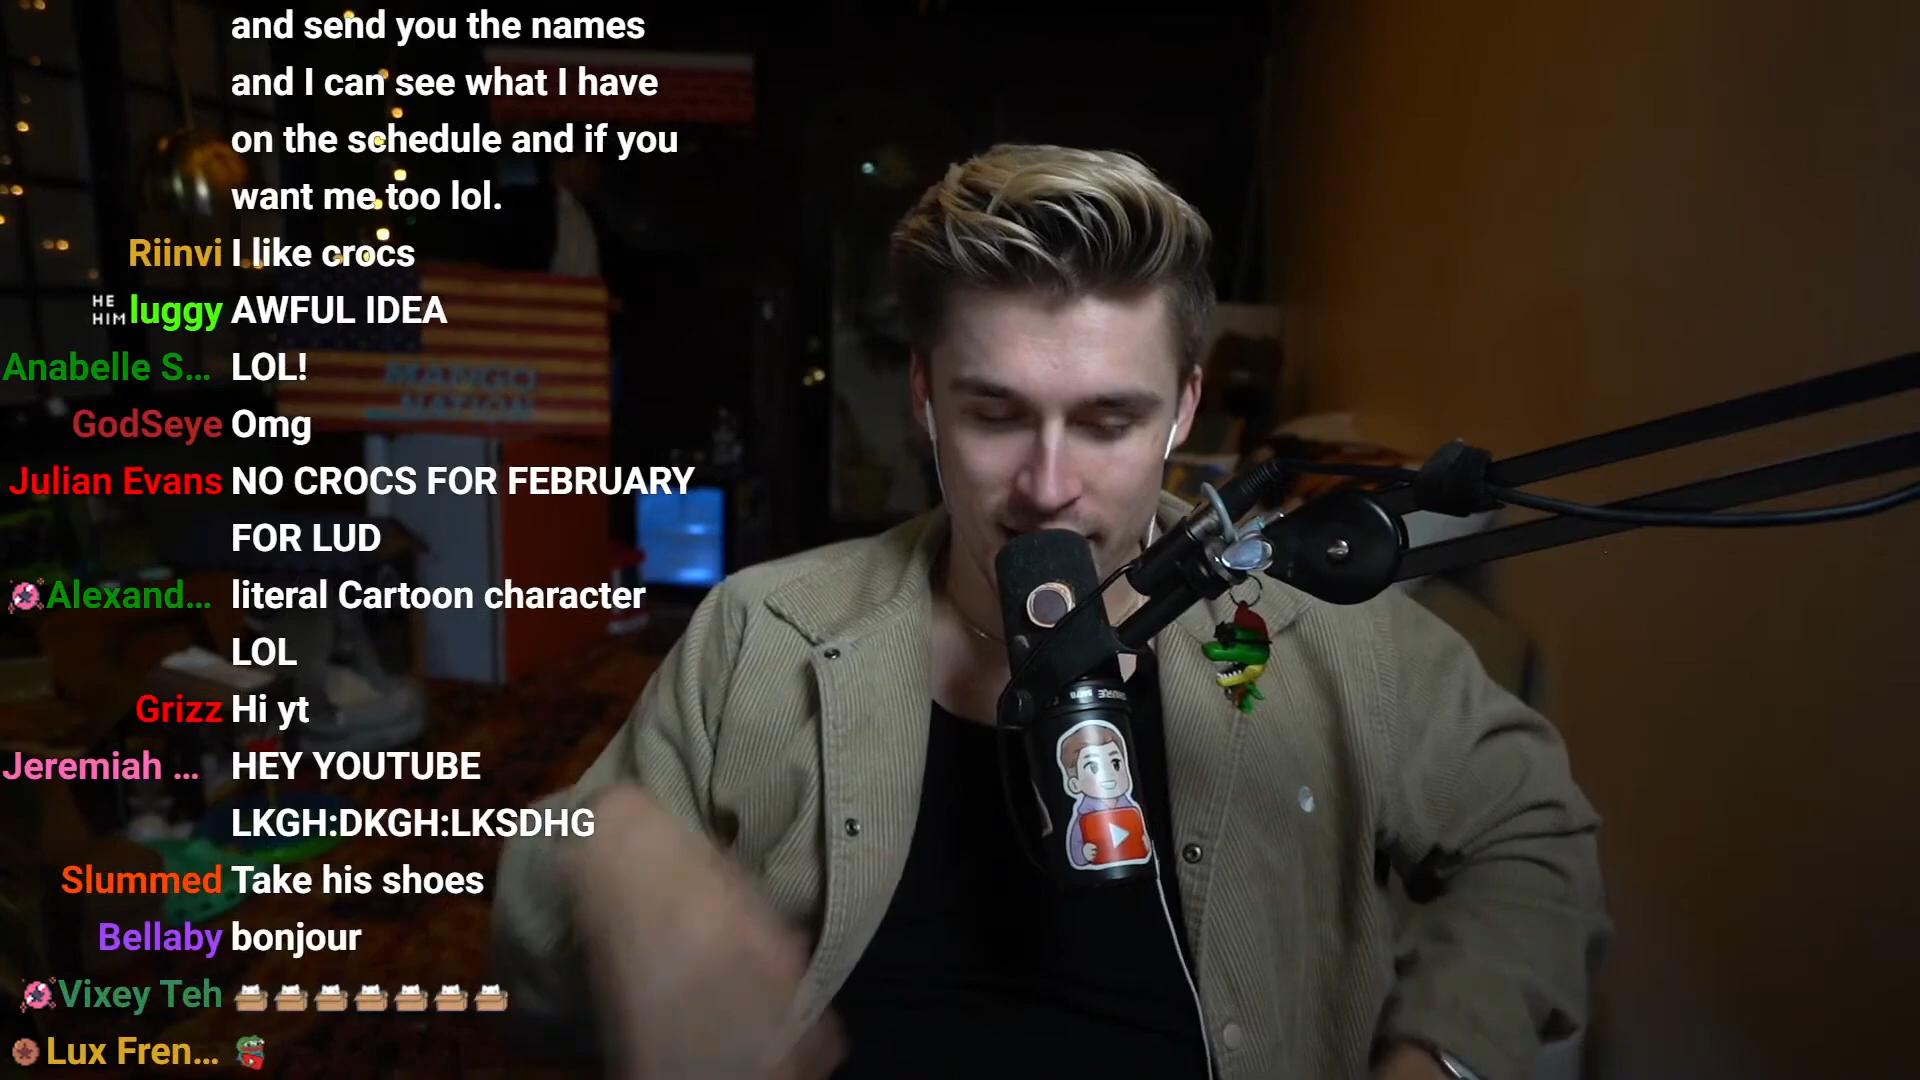 and send you the names
and I can see what I have
on the schedule and if you
want me too lol.
Riinvi I like crocs
HE HIM luggy AWFUL IDEA
Anabelle S... LOL!
GodSeye Omg
MANGO
NATION
Julian Evans NO CROCS FOR FEBRUARY
FOR LUD
Alexand... literal Cartoon character
LOL
Grizz Hi yt
Jeremiah ... HEY YOUTUBE
LKGH:DKGH:LKSDHG
Slummed Take his shoes
Bellaby bonjour
Vixey Teh
Lux Fren...